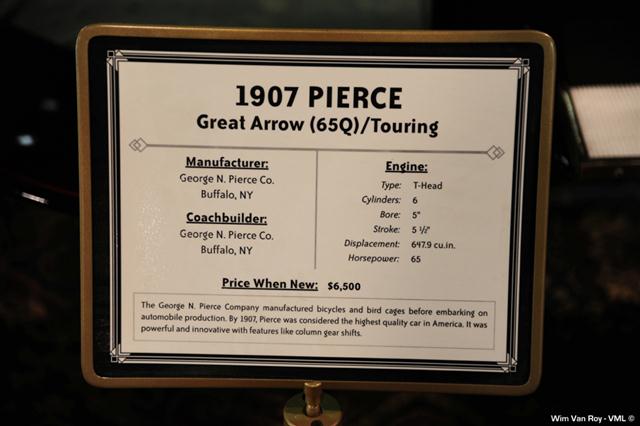 1907 PIERCE
Great Arrow (65Q)/Touring
Manufacturer:
George N. Pierce Co.
Buffalo, NY
Coachbuilder:
George N. Pierce Co.
Buffalo, NY
Engine:
Type: T-Head
Cylinders: 6
Bore: 5"
Stroke: 5 ½"
Displacement: 647.9 cu.in.
Horsepower: 65
Price When New: $6,500
The George N. Pierce Company manufactured bicycles and bird cages before embarking on
automobile production. By 1907, Pierce was considered the highest quality car in America. It was
powerful and innovative with features like column gear shifts.
Wim Van Roy - VML ©